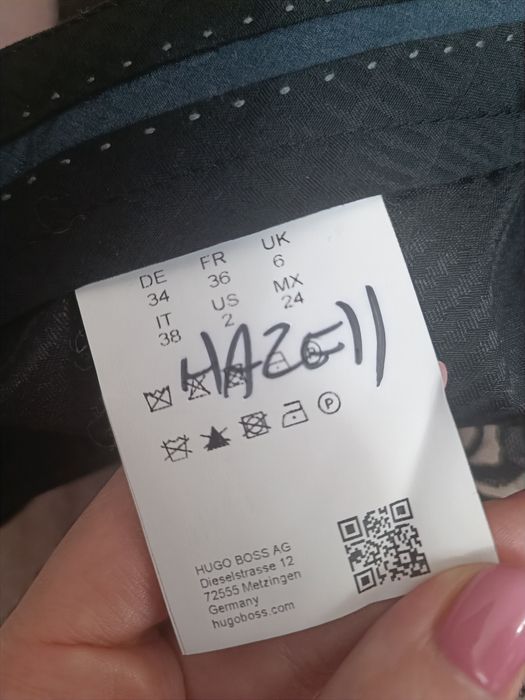 DE FR UK
34 36 6
IT US MX
38 2 24
HAZELL
P
HUGO BOSS AG
Dieselstrasse 12
72555 Metzingen
Germany
hugoboss.com